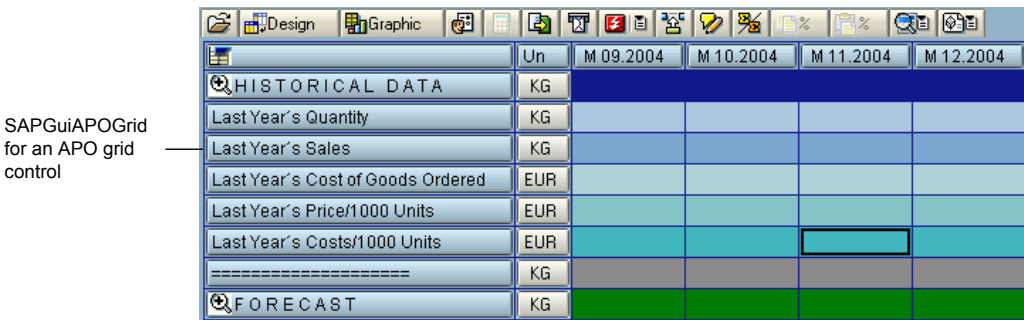 Design Graphic % %
Un M 09.2004 M 10.2004 M 11.2004 M 12.2004
HISTORICAL DATA KG
Last Year´s Quantity KG
SAPGuiAPOGrid
for an APO grid
control
Last Year´s Sales KG
Last Year´s Cost of Goods Ordered EUR
Last Year´s Price/1000 Units EUR
Last Year´s Costs/1000 Units EUR
==================== KG
FORECAST KG